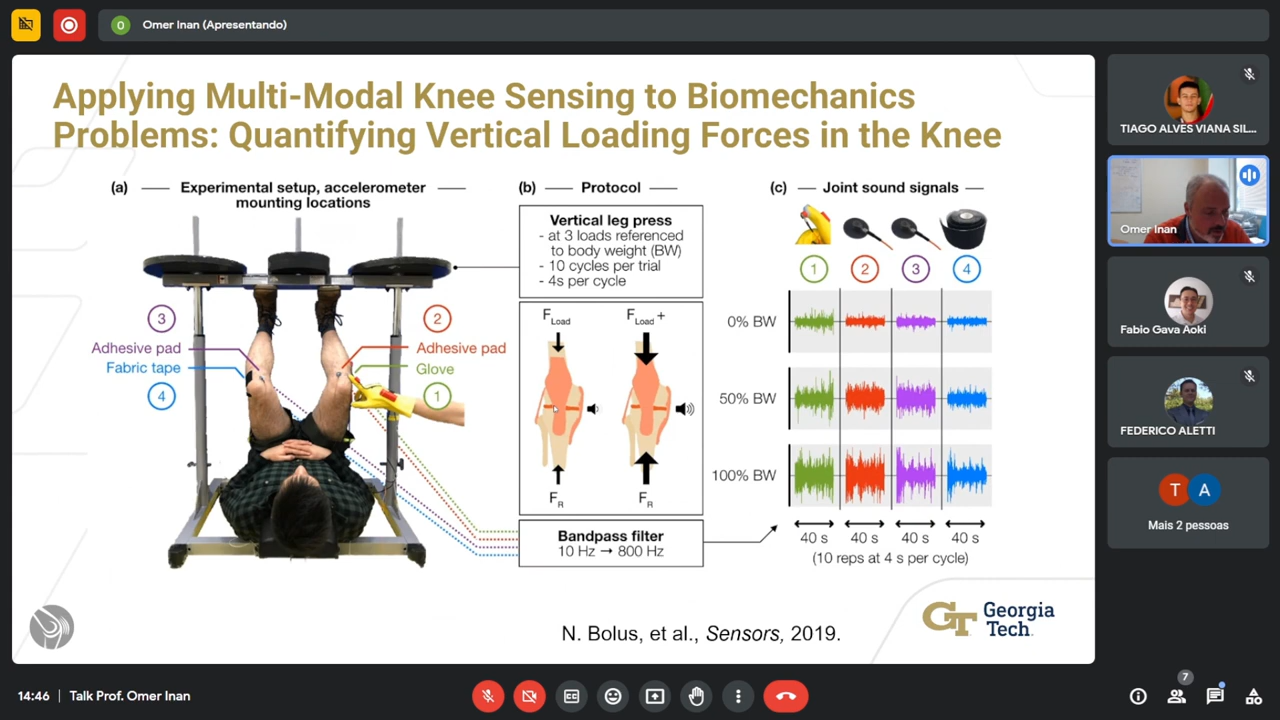 O Omer Inan (Apresentando)
Applying Multi-Modal Knee Sensing to Biomechanics
Problems: Quantifying Vertical Loading Forces in the Knee
(a) Experimental setup, accelerometer
mounting locations
3
2
Adhesive pad
Adhesive pad
Fabric tape
Glove
4
1
(b) Protocol
Vertical leg press
- at 3 loads referenced
to body weight (BW)
- 10 cycles per trial
- 4s per cycle
FLoad FLoad +
FR FR
Bandpass filter
10 Hz → 800 Hz
(c) Joint sound signals
1 2 3 4
0% BW
50% BW
100% BW
40 s 40 s 40 s 40 s
(10 reps at 4 s per cycle)
N. Bolus, et al., Sensors, 2019.
GT Georgia
Tech
TIAGO ALVES VIANA SIL...
Omer Inan
Fabio Gava Aoki
FEDERICO ALETTI
T A
Mais 2 pessoas
14:46 | Talk Prof. Omer Inan
CC
7